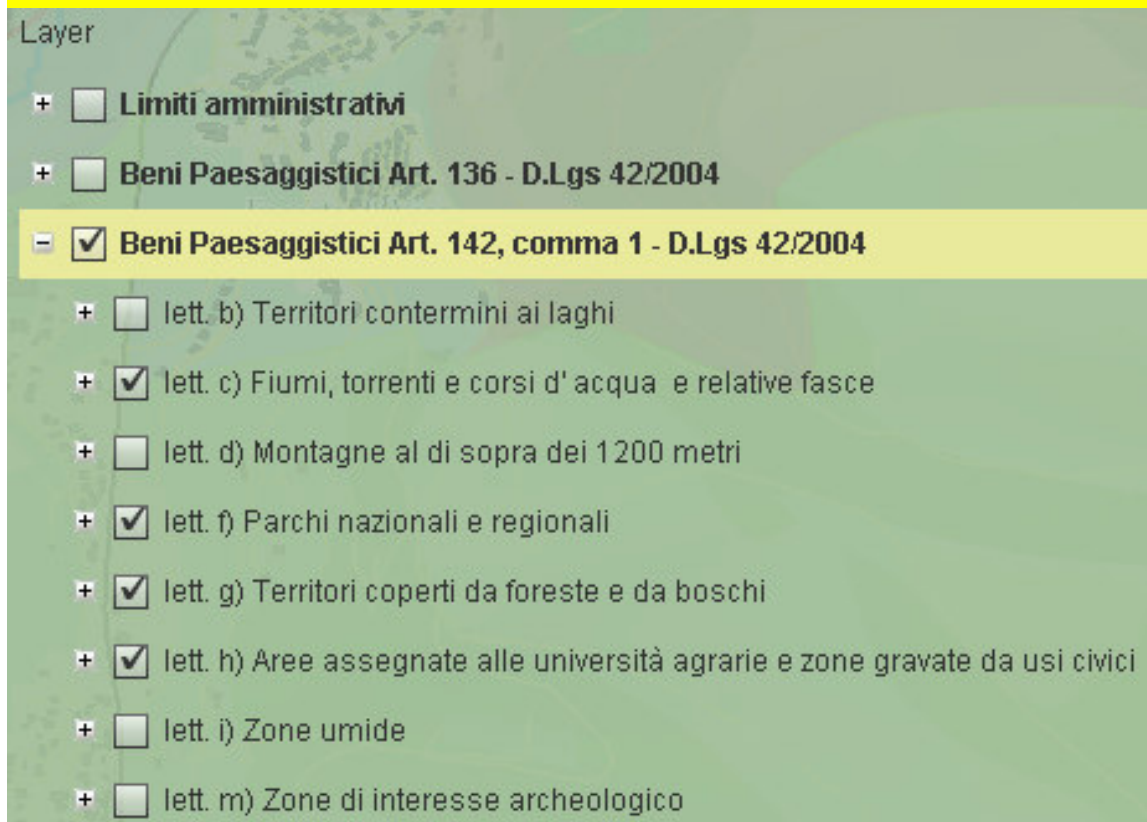 Layer
Limiti amministrativi
Beni Paesaggistici Art. 136 - D.Lgs 42/2004
Beni Paesaggistici Art. 142, comma 1 - D.Lgs 42/2004
lett. b) Territori contermini ai laghi
lett. c) Fiumi, torrenti e corsi d' acqua e relative fasce
lett. d) Montagne al di sopra dei 1200 metri
lett. f) Parchi nazionali e regionali
lett. g) Territori coperti da foreste e da boschi
lett. h) Aree assegnate alle università agrarie e zone gravate da usi civici
lett. i) Zone umide
lett. m) Zone di interesse archeologico